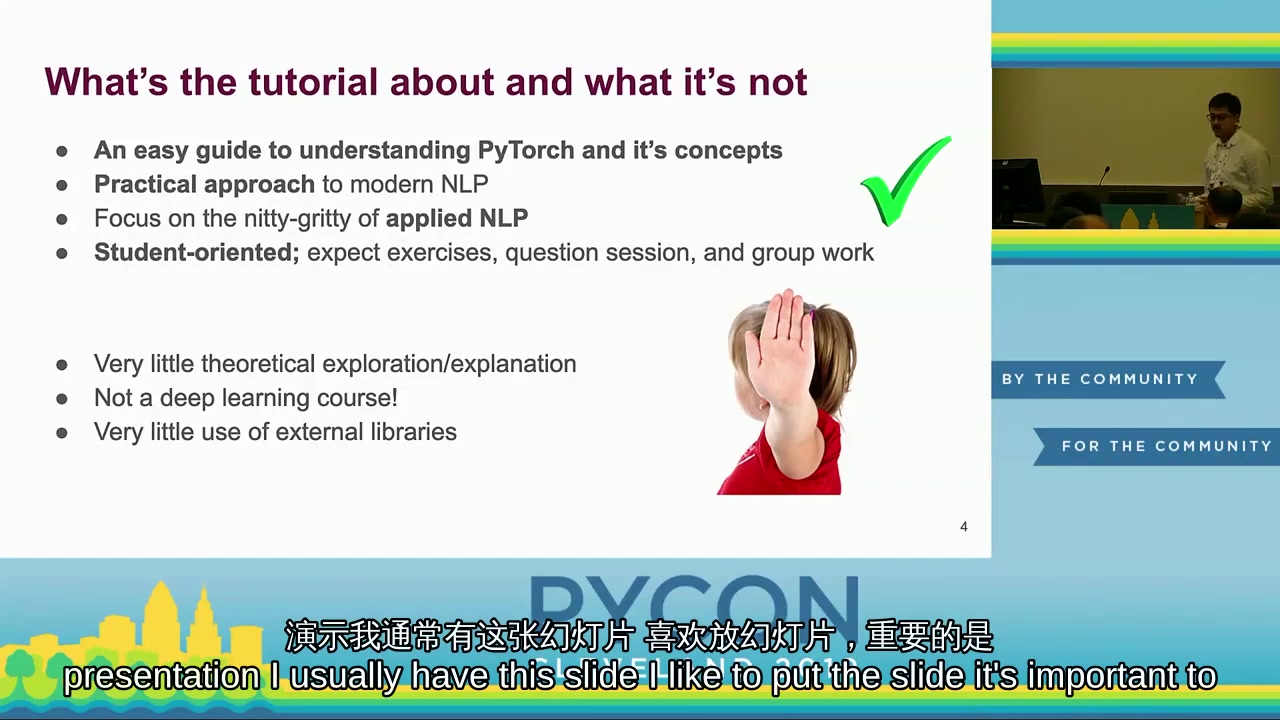 What's the tutorial about and what it's not
● An easy guide to understanding PyTorch and it's concepts
● Practical approach to modern NLP
● Focus on the nitty-gritty of applied NLP
● Student-oriented; expect exercises, question session, and group work
● Very little theoretical exploration/explanation
● Not a deep learning course!
● Very little use of external libraries
4
BY THE COMMUNITY
FOR THE COMMUNITY
PYCON
演示我通常有这张幻灯片 喜欢放幻灯片，重要的是
presentation I usually have this slide I like to put the slide it's important to